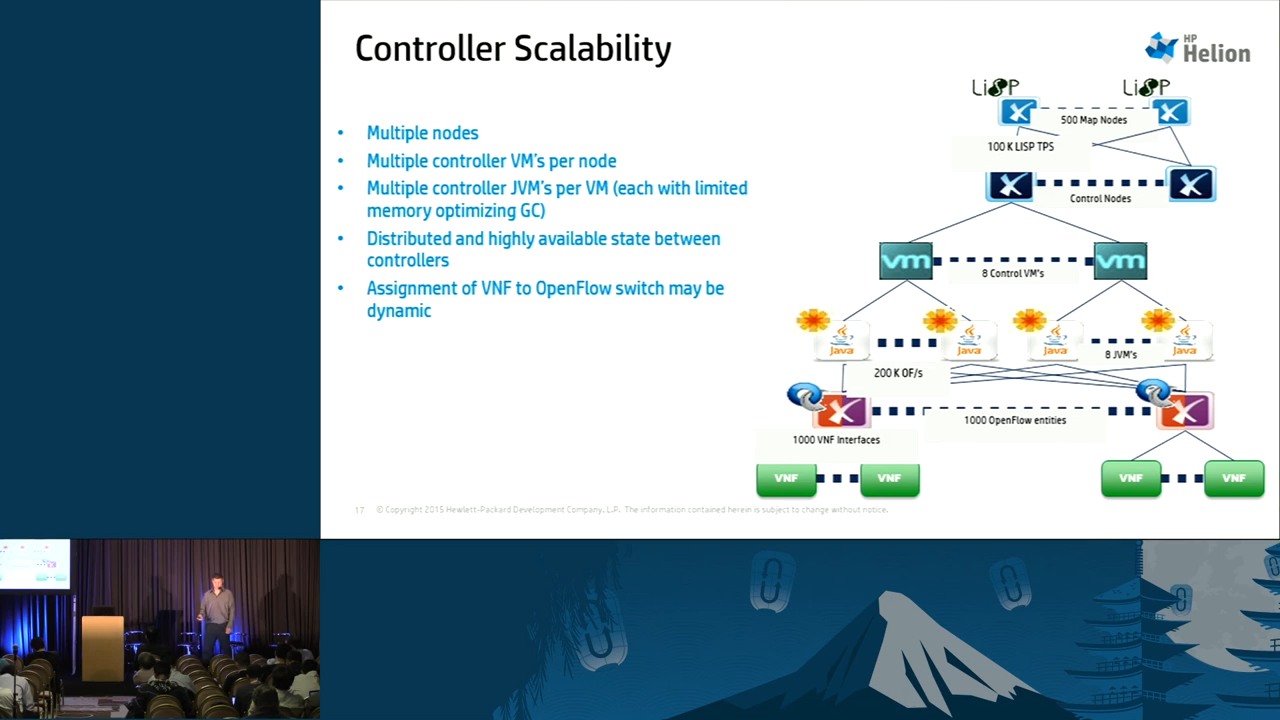 Controller Scalability
HP
Helion
• Multiple nodes
• Multiple controller VM's per node
• Multiple controller JVM's per VM (each with limited
memory optimizing GC)
• Distributed and highly available state between
controllers
• Assignment of VNF to OpenFlow switch may be
dynamic
LiSP LiSP
500 Map Nodes
100 K LISP TPS
Control Nodes
vm vm
8 Control VM's
Java Java Java Java
8 JVM's
200 K OF/s
1000 OpenFlow entities
1000 VNF Interfaces
VNF VNF VNF VNF
17 © Copyright 2015 Hewlett-Packard Development Company, L.P. The information contained herein is subject to change without notice.